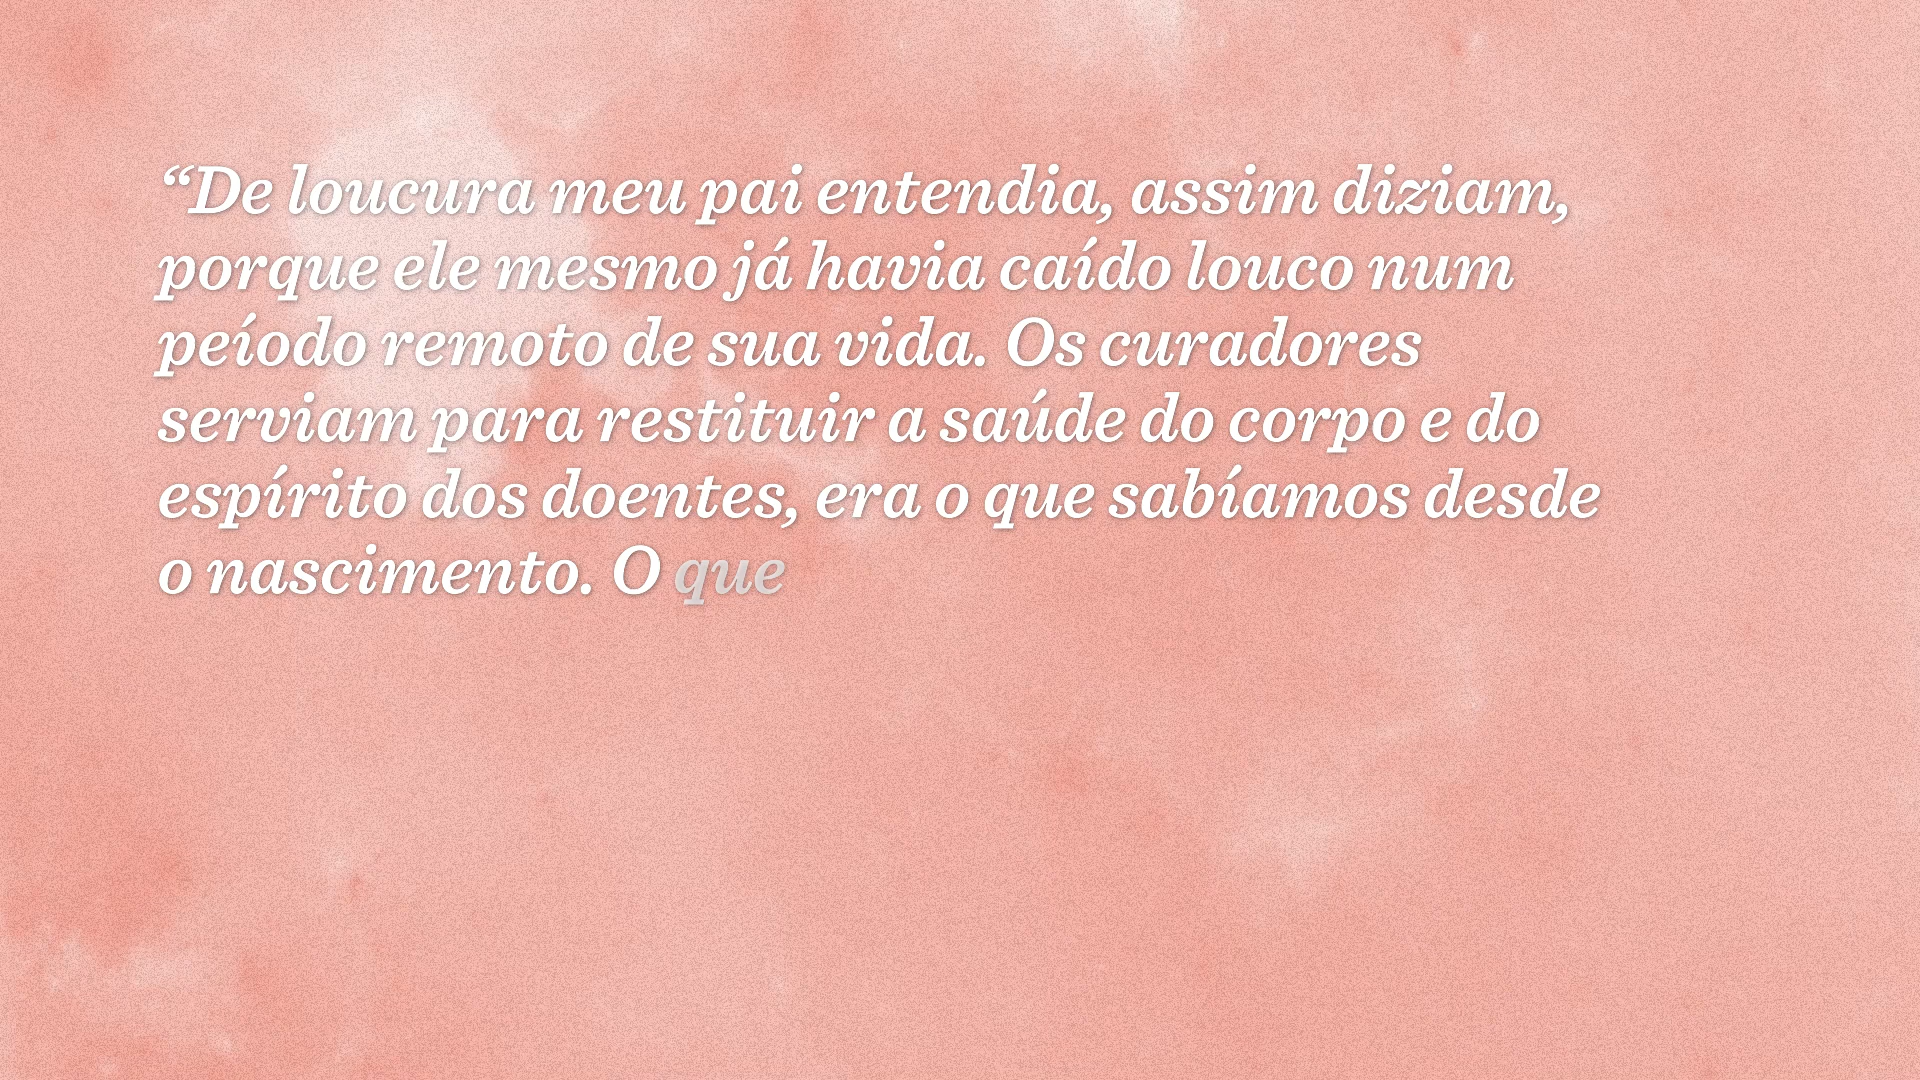 “De loucura meu pai entendia, assim diziam,
porque ele mesmo já havia caído louco num
peíodo remoto de sua vida. Os curadores
serviam para restituir a saúde do corpo e do
espírito dos doentes, era o que sabíamos desde
o nascimento. O que